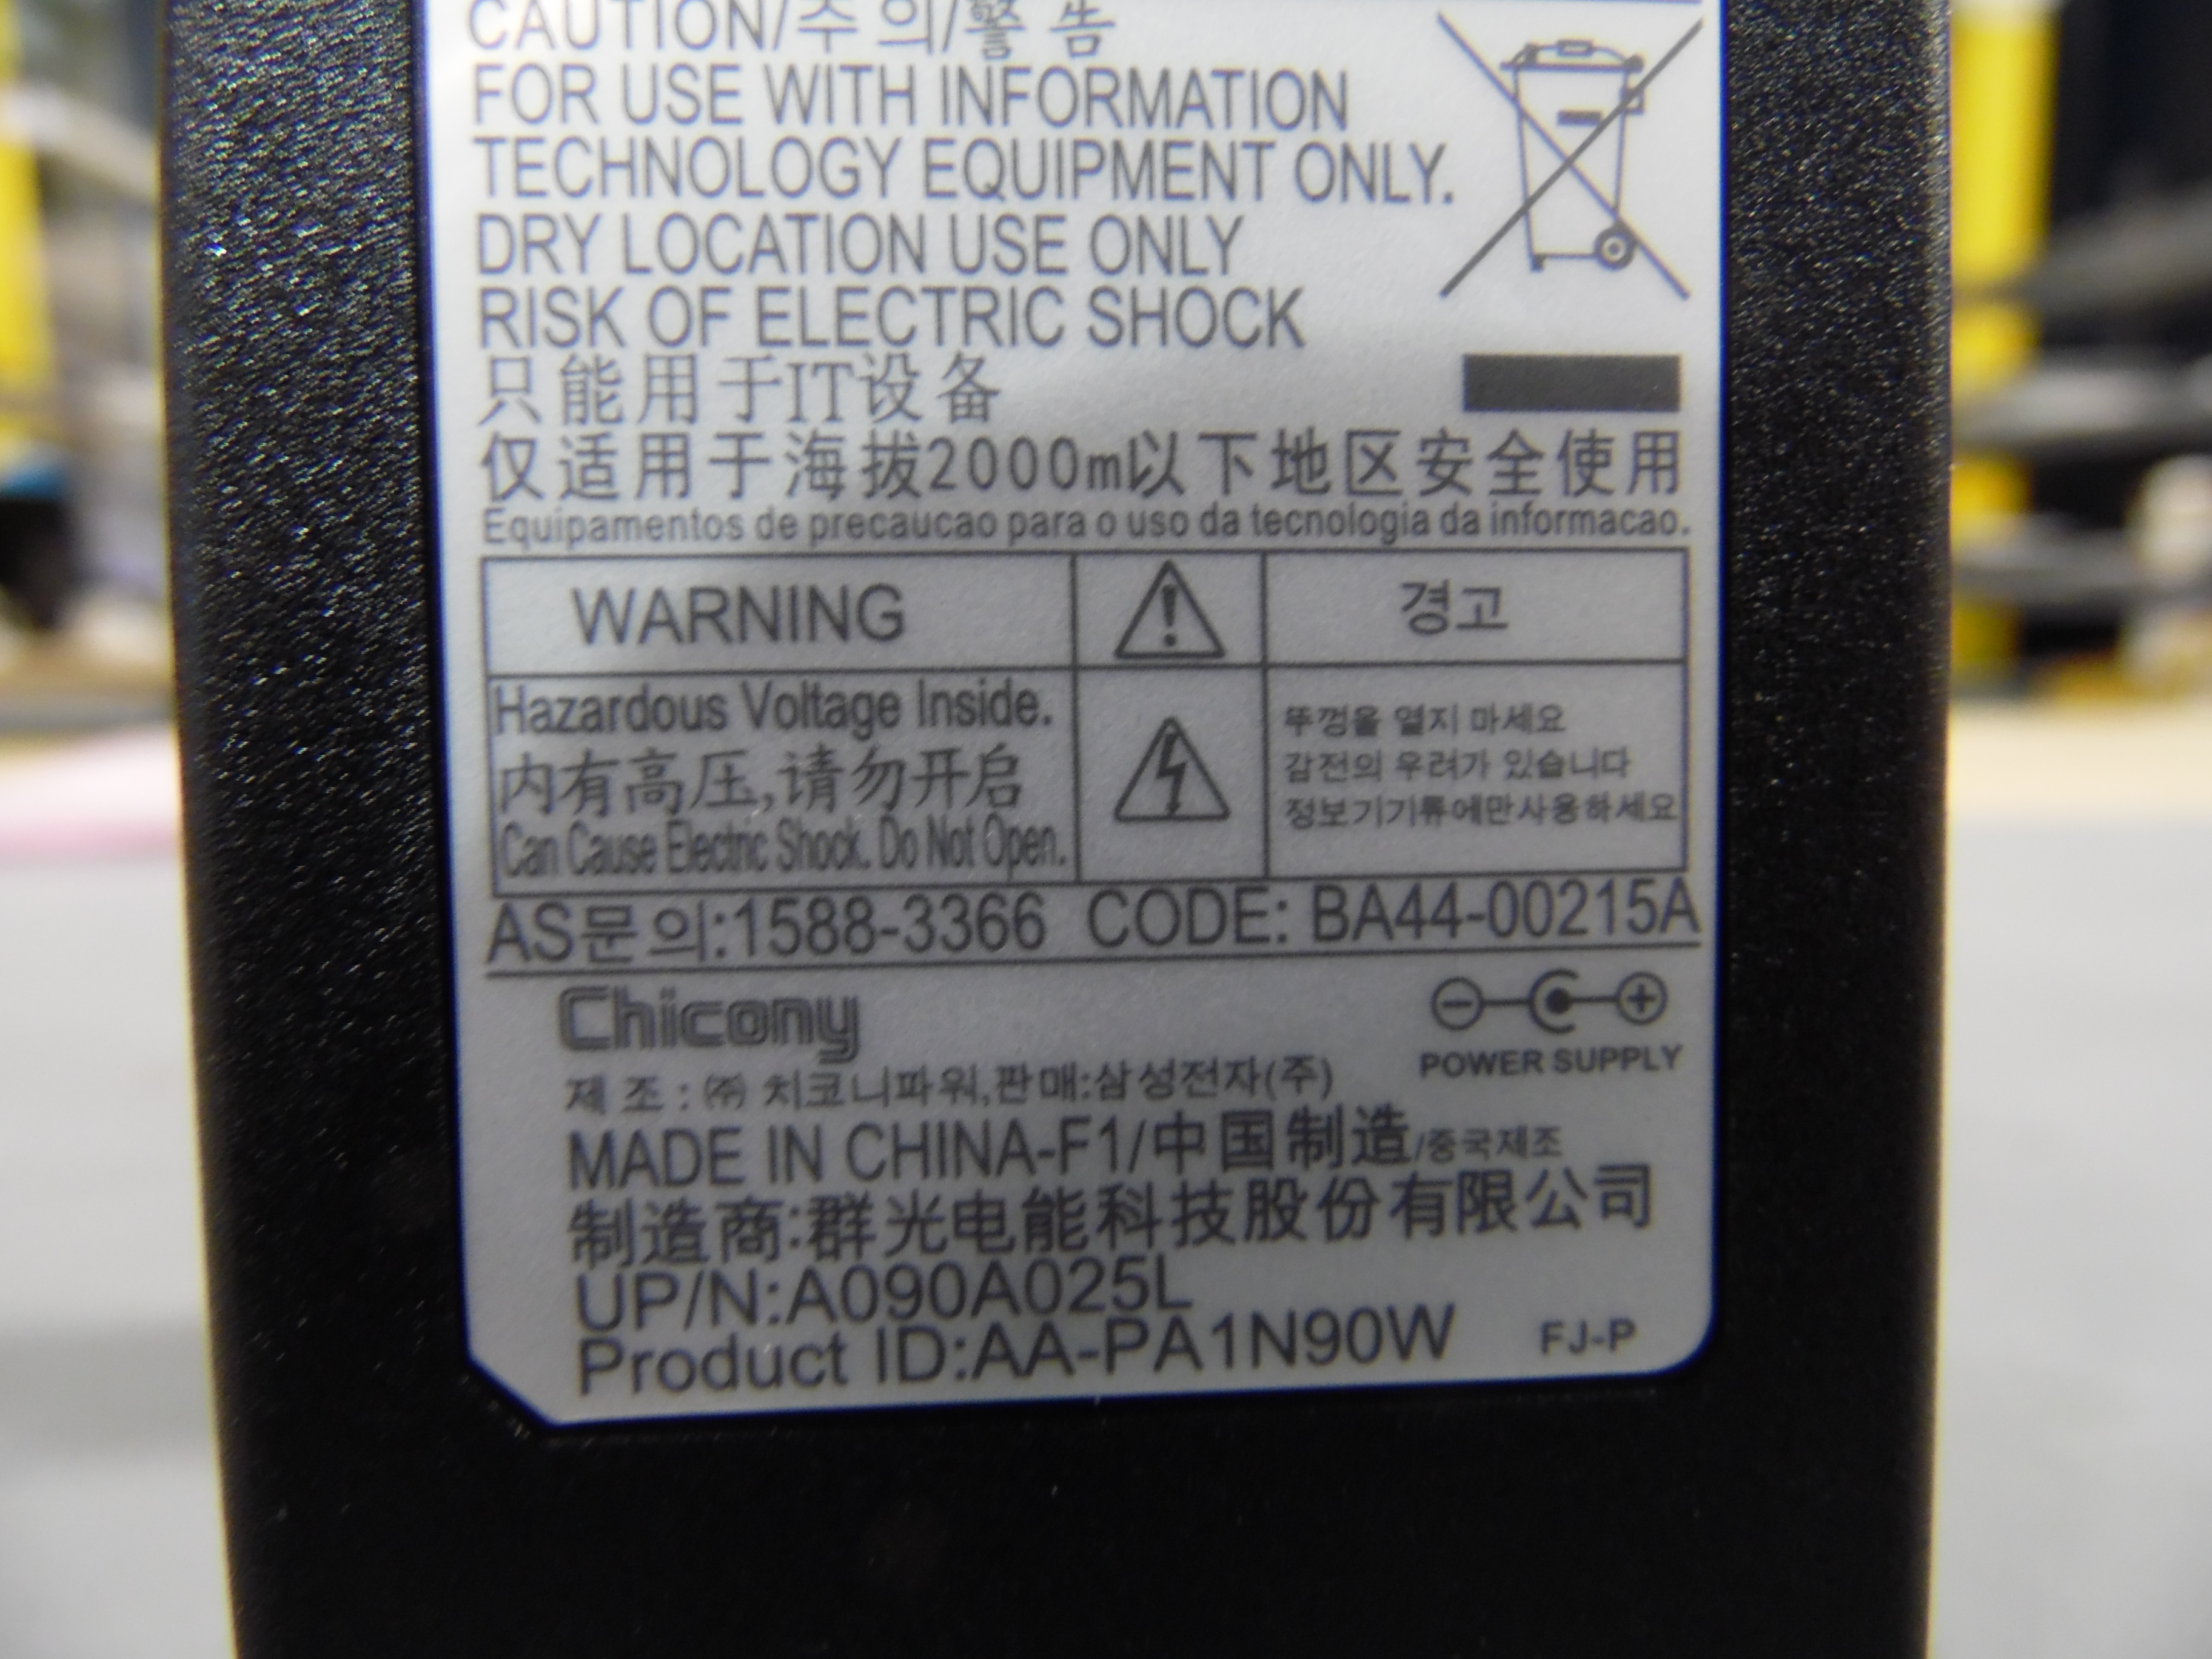 CAUTION/주 의/警 告
FOR USE WITH INFORMATION
TECHNOLOGY EQUIPMENT ONLY.
DRY LOCATION USE ONLY
RISK OF ELECTRIC SHOCK
只能用于IT设备
仅适用于海拔2000m以下地区安全使用
Equipamentos de precaucao para o uso da tecnologia da informacao.
WARNING
경고
Hazardous Voltage Inside.
内有高压,请勿开启
Can Cause Electric Shock. Do Not Open.
뚜껑을 열지 마세요
감전의 우려가 있습니다
정보기기류에만사용하세요
AS문의:1588-3366 CODE: BA44-00215A
Chicony
POWER SUPPLY
제 조 : ㈜ 치코니파워,판매:삼성전자(주)
MADE IN CHINA-F1/中国制造/중국제조
制造商:群光电能科技股份有限公司
UP/N:A090A025L
Product ID:AA-PA1N90W FJ-P